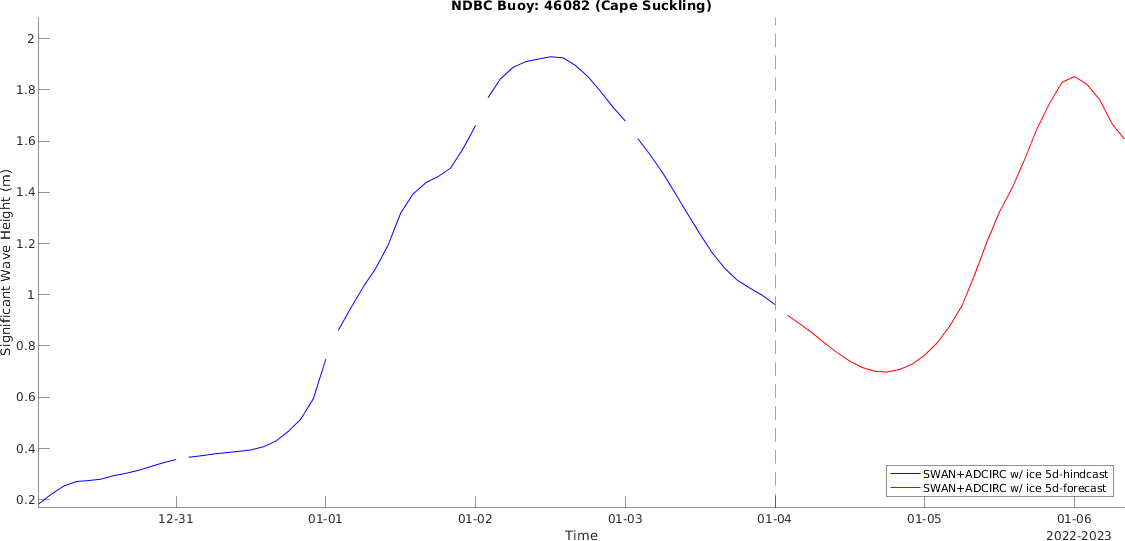 NDBC Buoy: 46082 (Cape Suckling)
Significant Wave Height (m)
2
1.8
1.6
1.4
1.2
1
0.8
0.6
0.4
0.2
SWAN+ADCIRC w/ ice 5d-hindcast
SWAN+ADCIRC w/ ice 5d-forecast
12-31 01-01 01-02 01-03 01-04 01-05 01-06
Time
2022-2023